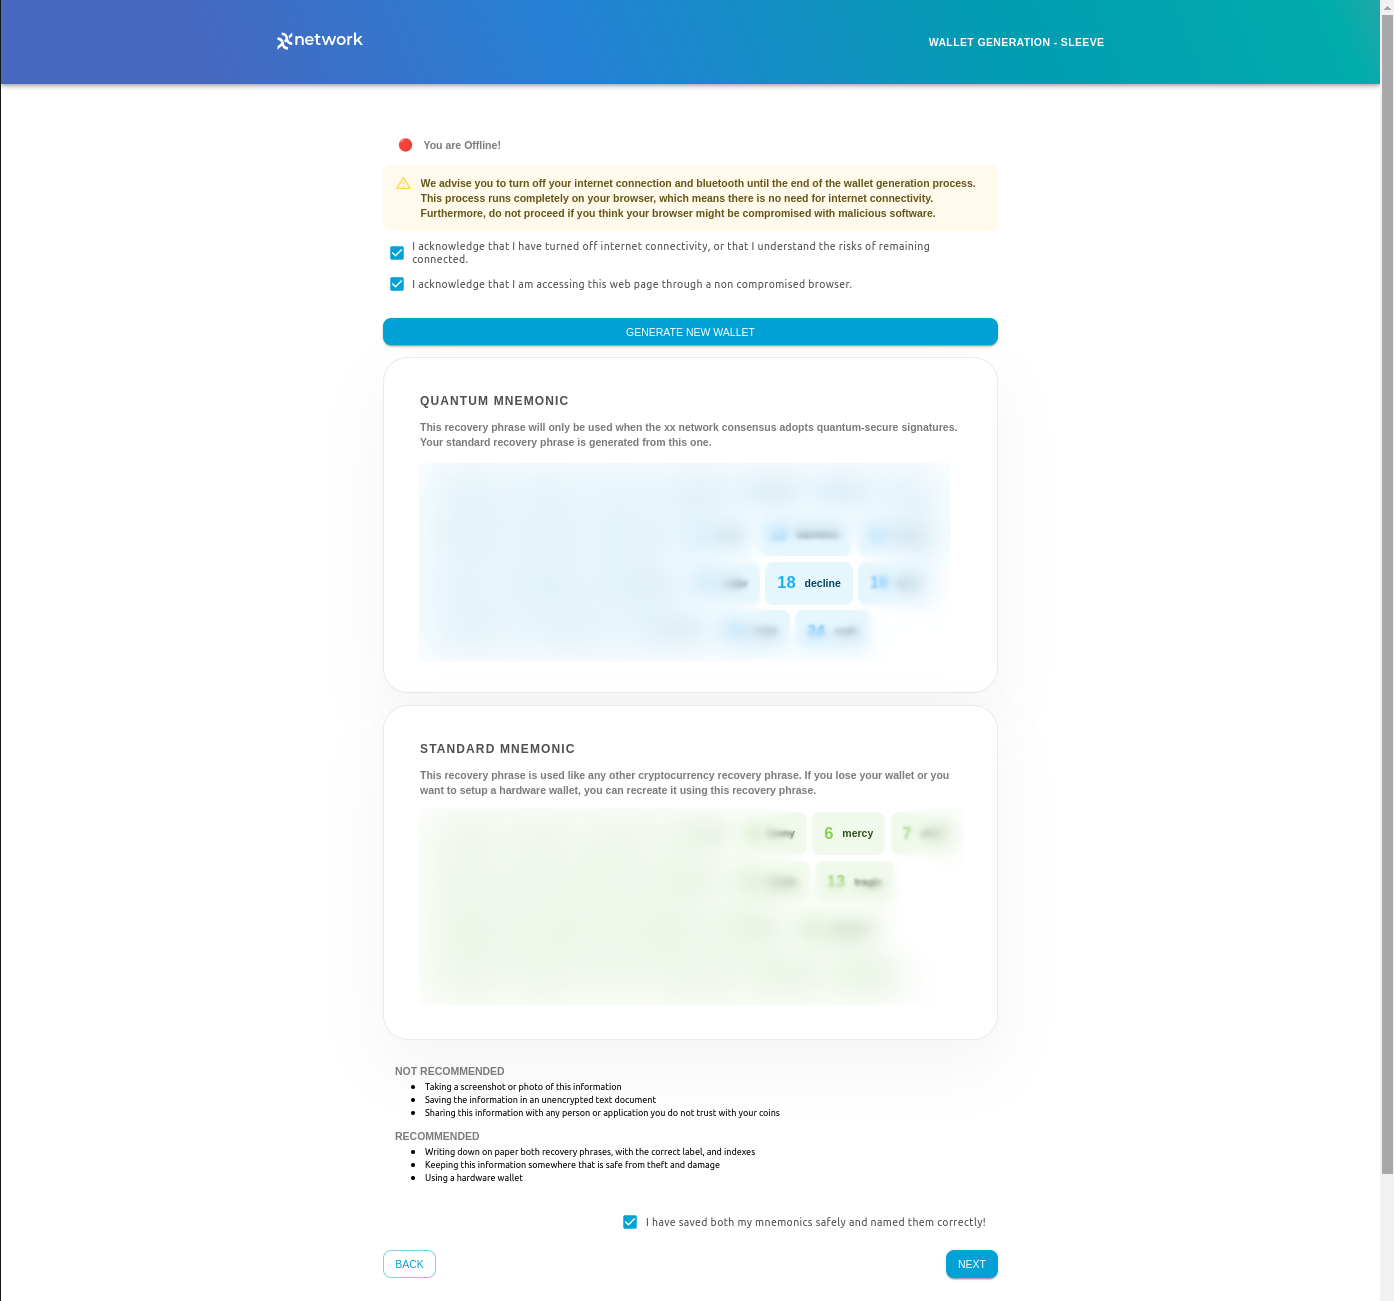 network
WALLET GENERATION - SLEEVE
You are Offline!
We advise you to turn off your internet connection and bluetooth until the end of the wallet generation process.
This process runs completely on your browser, which means there is no need for internet connectivity.
Furthermore, do not proceed if you think your browser might be compromised with malicious software.
I acknowledge that I have turned off internet connectivity, or that I understand the risks of remaining
connected.
I acknowledge that I am accessing this web page through a non compromised browser.
GENERATE NEW WALLET
QUANTUM MNEMONIC
This recovery phrase will only be used when the xx network consensus adopts quantum-secure signatures.
Your standard recovery phrase is generated from this one.
18 decline 19
24
STANDARD MNEMONIC
This recovery phrase is used like any other cryptocurrency recovery phrase. If you lose your wallet or you
want to setup a hardware wallet, you can recreate it using this recovery phrase.
6 mercy 7
13
NOT RECOMMENDED
Taking a screenshot or photo of this information
Saving the information in an unencrypted text document
Sharing this information with any person or application you do not trust with your coins
RECOMMENDED
Writing down on paper both recovery phrases, with the correct label, and indexes
Keeping this information somewhere that is safe from theft and damage
Using a hardware wallet
I have saved both my mnemonics safely and named them correctly!
BACK
NEXT